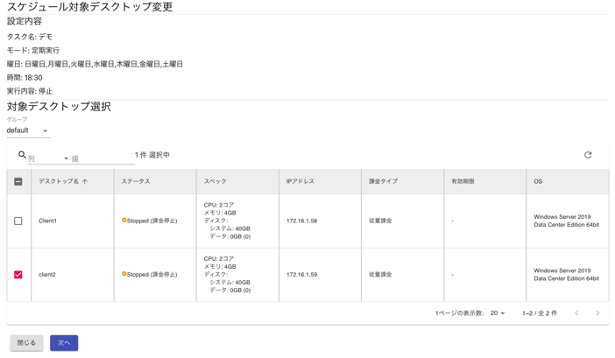 スケジュール対象デスクトップ変更
設定内容
タスク名: デモ
モード: 定期実行
曜日: 日曜日,月曜日,火曜日,水曜日,木曜日,金曜日,土曜日
時間: 18:30
実行内容: 停止
対象デスクトップ選択
グループ
default
列 値 1 件 選択中
デスクトップ名 ステータス スペック IPアドレス 課金タイプ 有効期限 OS
Client1 Stopped (課金停止) CPU: 2コア
メモリ: 4GB
ディスク:
システム: 40GB
データ: 0GB (0)
172.16.1.58 従量課金 - Windows Server 2019
Data Center Edition 64bit
client2 Stopped (課金停止) CPU: 2コア
メモリ: 4GB
ディスク:
システム: 40GB
データ: 0GB (0)
172.16.1.59 従量課金 - Windows Server 2019
Data Center Edition 64bit
1ページの表示数: 20 1–2 / 全 2 件
閉じる 次へ